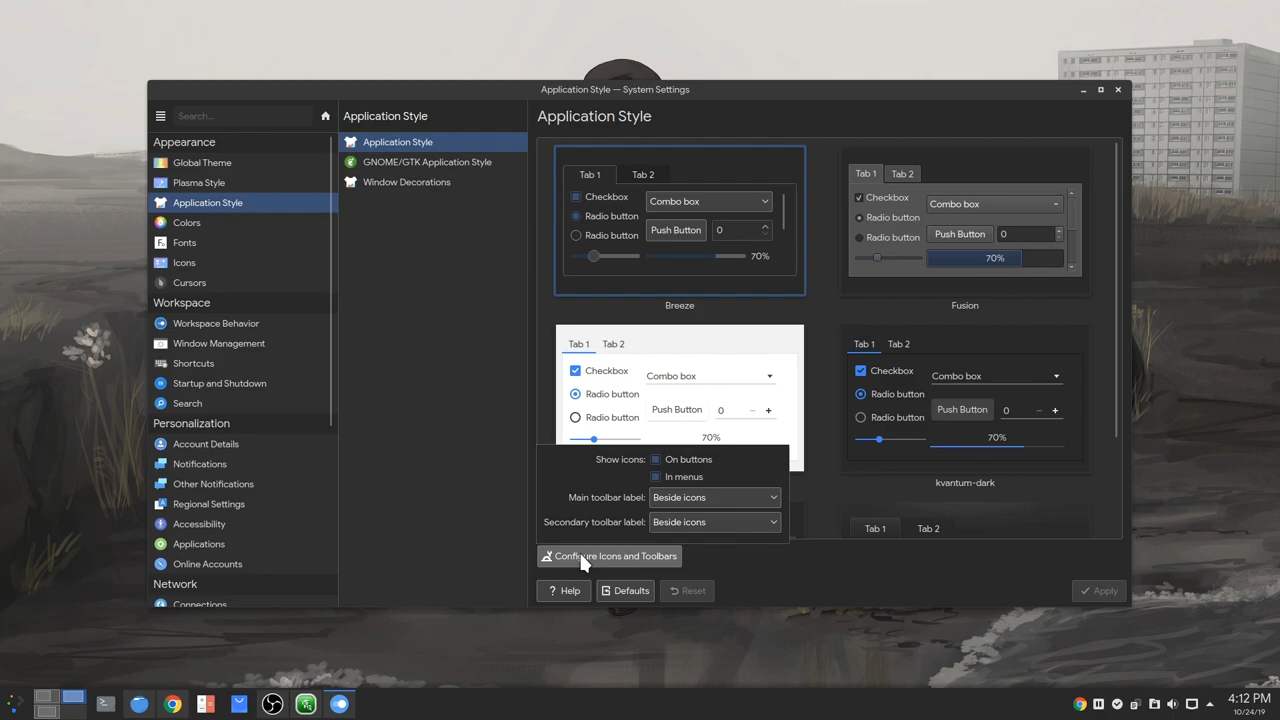 Application Style — System Settings
Search...
Appearance
Global Theme
Plasma Style
Application Style
Colors
Fonts
Icons
Cursors
Workspace
Workspace Behavior
Window Management
Shortcuts
Startup and Shutdown
Search
Personalization
Account Details
Notifications
Other Notifications
Regional Settings
Accessibility
Applications
Online Accounts
Network
Connections
Application Style
Application Style
GNOME/GTK Application Style
Window Decorations
Application Style
Tab 1 Tab 2
Checkbox Combo box
Radio button
Radio button Push Button 0
70%
Breeze
Tab 1 Tab 2
Checkbox Combo box
Radio button
Radio button Push Button 0
70%
Fusion
Tab 1 Tab 2
Checkbox Combo box
Radio button
Radio button Push Button 0 − +
70%
Tab 1 Tab 2
Checkbox Combo box
Radio button
Radio button Push Button 0 − +
70%
kvantum-dark
Tab 1 Tab 2
Show icons: On buttons
In menus
Main toolbar label: Beside icons
Secondary toolbar label: Beside icons
Configure Icons and Toolbars
? Help Defaults Reset Apply
4:12 PM
10/24/19